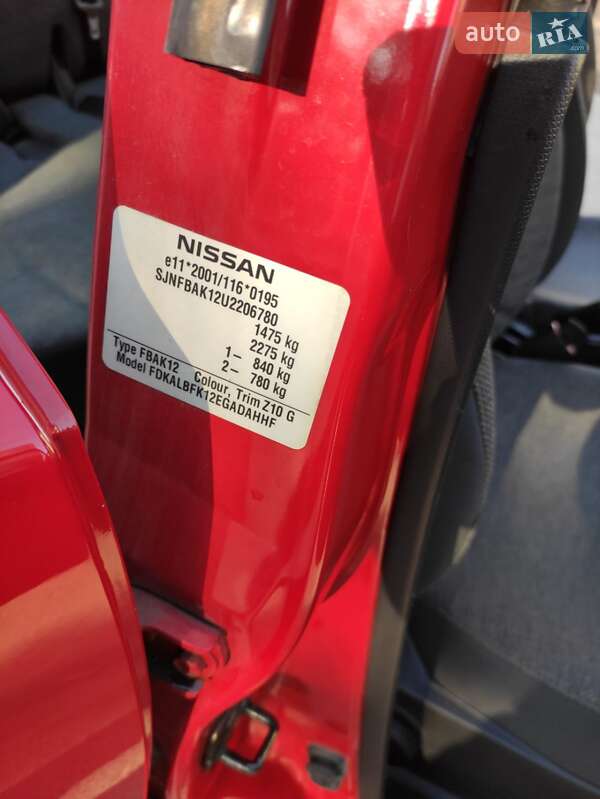 auto RIA .com
NISSAN
e11*2001/116*0195
SJNFBAK12U2206780
1475 kg
2275 kg
1– 840 kg
2– 780 kg
Type FBAK12 Colour, Trim Z10 G
Model FDKALBFK12EGADAHHF